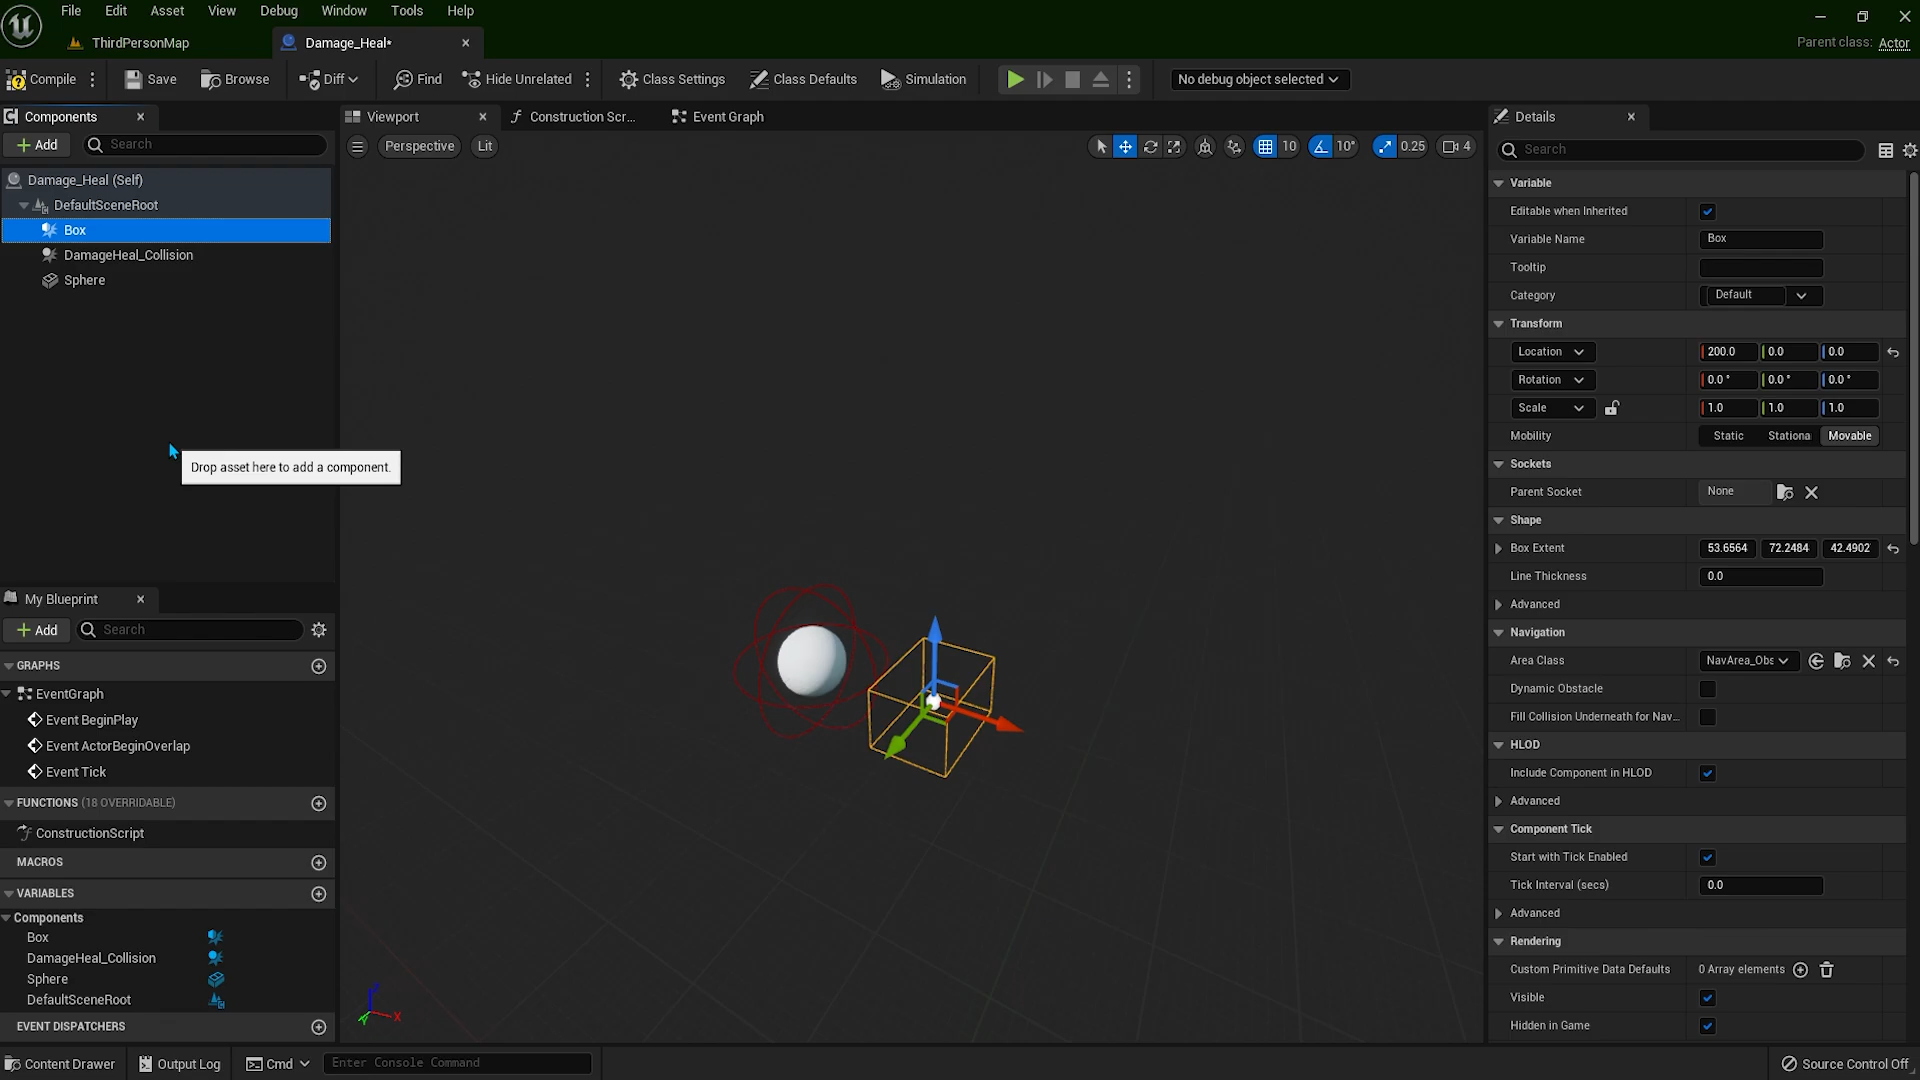 File Edit Asset View Debug Window Tools Help
ThirdPersonMap
Damage_Heal*
Parent class: Actor
Compile
Save
Browse
Diff
Find
Hide Unrelated
Class Settings
Class Defaults
Simulation
No debug object selected
Components
Add
Search
Damage_Heal (Self)
DefaultSceneRoot
Box
DamageHeal_Collision
Sphere
Drop asset here to add a component.
My Blueprint
Add
Search
GRAPHS
EventGraph
Event BeginPlay
Event ActorBeginOverlap
Event Tick
FUNCTIONS (18 OVERRIDABLE)
ConstructionScript
MACROS
VARIABLES
Components
Box
DamageHeal_Collision
Sphere
DefaultSceneRoot
EVENT DISPATCHERS
Viewport
Construction Scr...
Event Graph
Perspective
Lit
10
10°
0.25
4
X
Details
Search
Variable
Editable when Inherited
Variable Name Box
Tooltip
Category Default
Transform
Location 200.0 0.0 0.0
Rotation 0.0 ° 0.0 ° 0.0 °
Scale 1.0 1.0 1.0
Mobility Static Stationa Movable
Sockets
Parent Socket None
Shape
Box Extent 53.6564 72.2484 42.4902
Line Thickness 0.0
Advanced
Navigation
Area Class NavArea_Obs
Dynamic Obstacle
Fill Collision Underneath for Nav...
HLOD
Include Component in HLOD
Advanced
Component Tick
Start with Tick Enabled
Tick Interval (secs) 0.0
Advanced
Rendering
Custom Primitive Data Defaults 0 Array elements
Visible
Hidden in Game
Content Drawer
Output Log
Cmd
Enter Console Command
Source Control Off